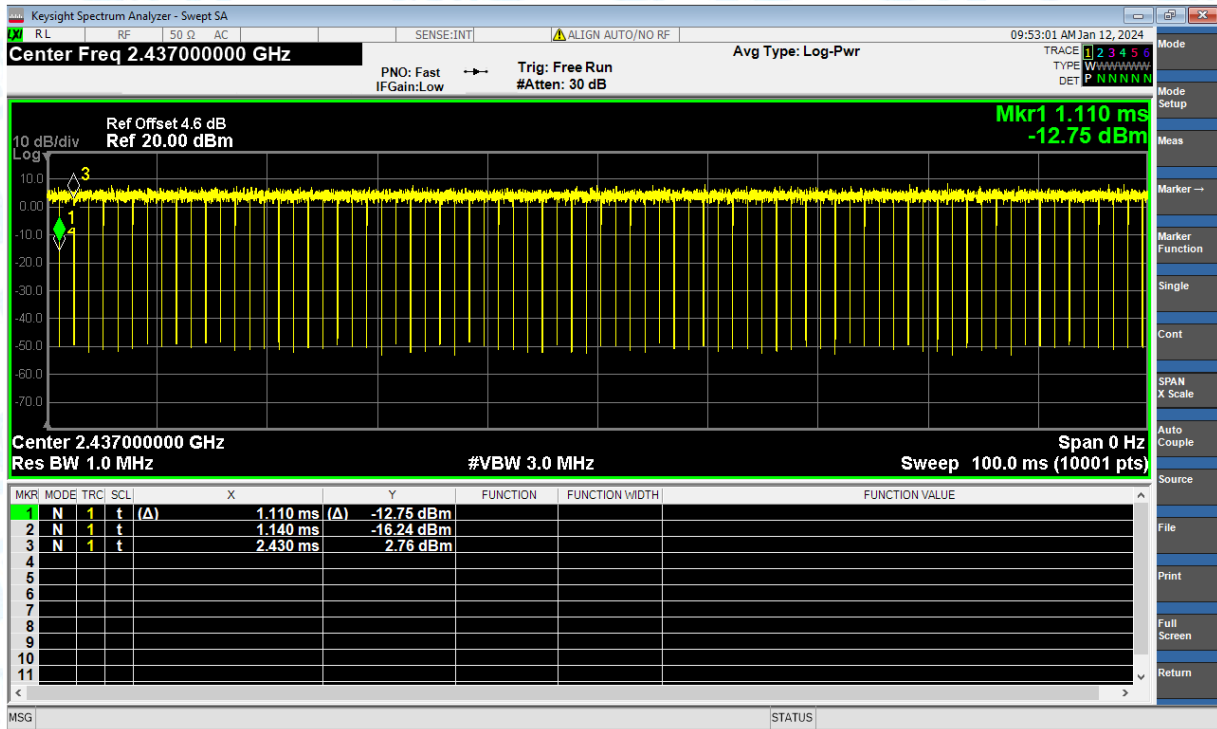 Keysight Spectrum Analyzer - Swept SA
LXI RL RF 50 Ω AC SENSE:INT ALIGN AUTO/NO RF 09:53:01 AM Jan 12, 2024
Center Freq 2.437000000 GHz
PNO: Fast
IFGain:Low
Trig: Free Run
#Atten: 30 dB
Avg Type: Log-Pwr
TRACE 1 2 3 4 5 6
TYPE W
DET P N N N N N
Ref Offset 4.6 dB
10 dB/div Ref 20.00 dBm
Log
Mkr1 1.110 ms
-12.75 dBm
10.0
0.00
-10.0
-20.0
-30.0
-40.0
-50.0
-60.0
-70.0
3
1
Center 2.437000000 GHz
Span 0 Hz
Res BW 1.0 MHz
#VBW 3.0 MHz
Sweep 100.0 ms (10001 pts)
MKR MODE TRC SCL X Y FUNCTION FUNCTION WIDTH FUNCTION VALUE
1 N 1 t (Δ) 1.110 ms (Δ) -12.75 dBm
2 N 1 t 1.140 ms -16.24 dBm
3 N 1 t 2.430 ms 2.76 dBm
4
5
6
7
8
9
10
11
MSG
STATUS
Mode
Mode
Setup
Meas
Marker →
Marker
Function
Single
Cont
SPAN
X Scale
Auto
Couple
Source
File
Print
Full
Screen
Return